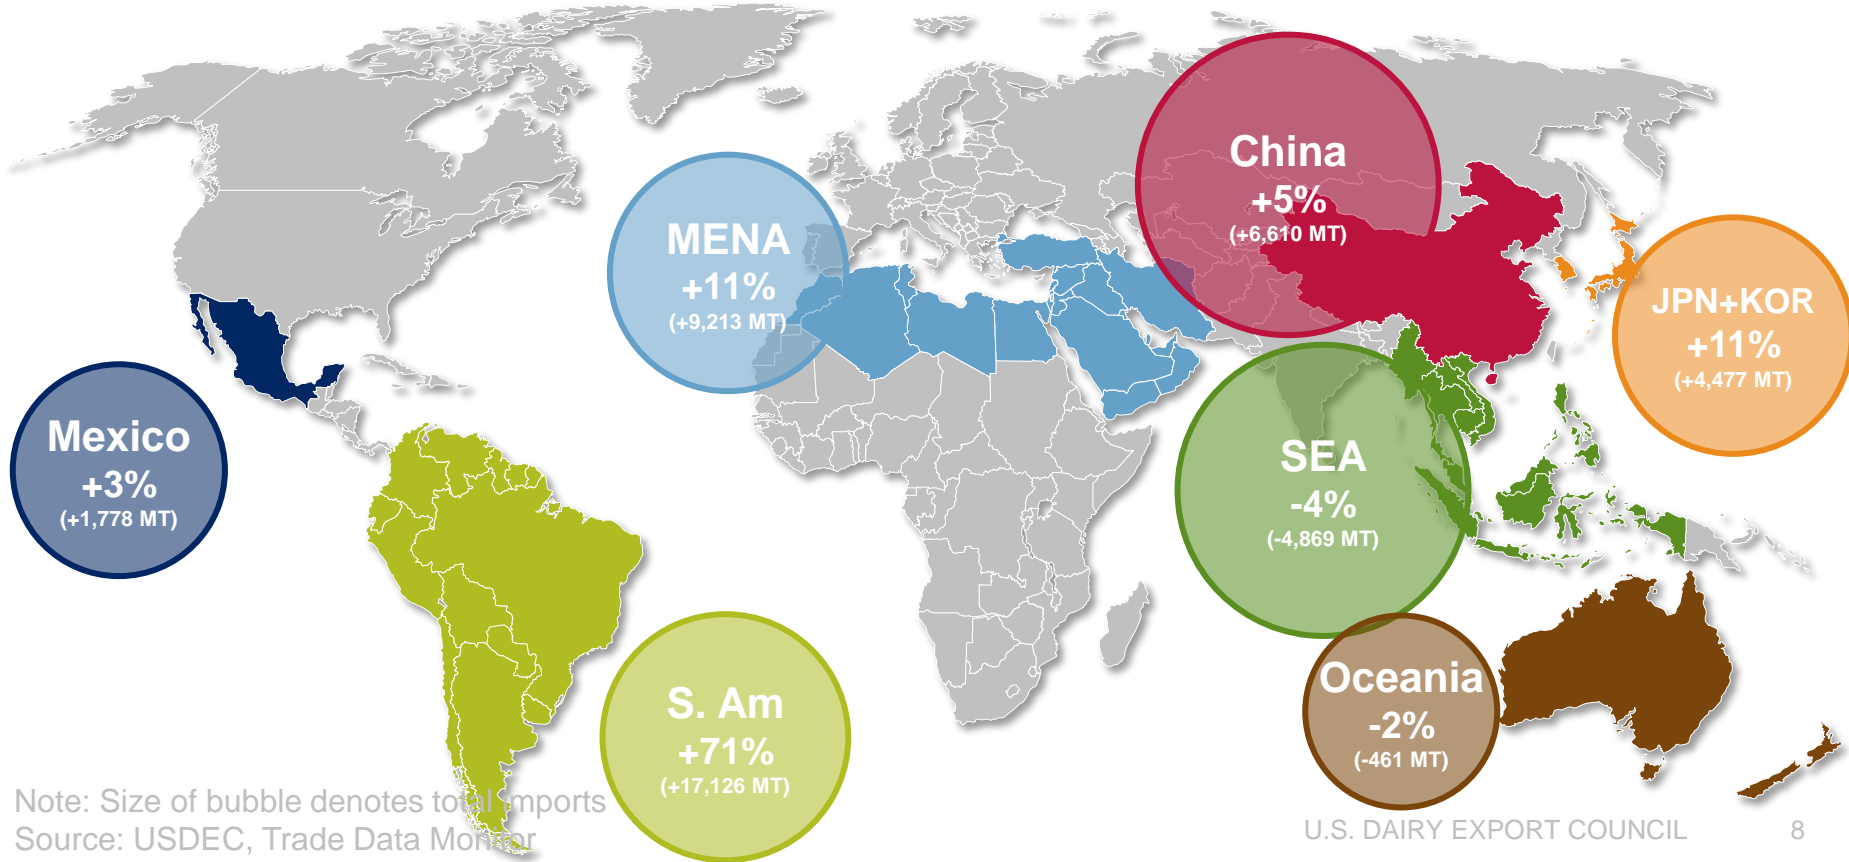 China
+5%
(+6,610 MT)
MENA
+11%
(+9,213 MT)
JPN+KOR
+11%
(+4,477 MT)
Mexico
+3%
(+1,778 MT)
SEA
-4%
(-4,869 MT)
S. Am
+71%
(+17,126 MT)
Oceania
-2%
(-461 MT)
Note: Size of bubble denotes total imports
Source: USDEC, Trade Data Monitor
U.S. DAIRY EXPORT COUNCIL 8